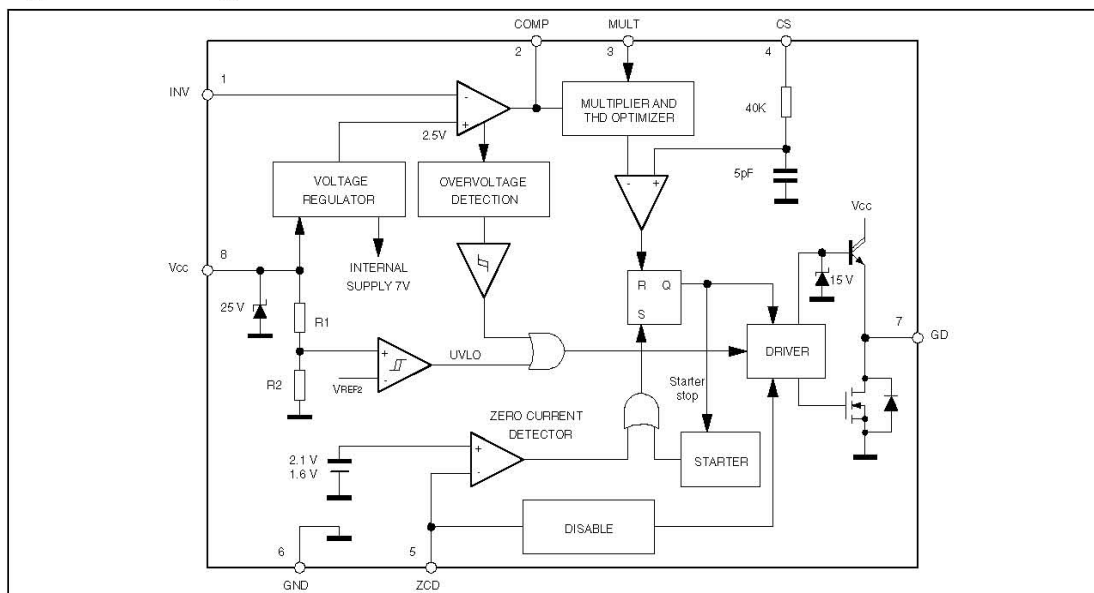 COMP
MULT
CS
2
3
4
INV
1
-
+
2.5V
MULTIPLIER AND
THD OPTIMIZER
40K
5pF
VOLTAGE
REGULATOR
OVERVOLTAGE
DETECTION
- +
Vcc
8
Vcc
INTERNAL
SUPPLY 7V
25 V
R1
R Q
S
15 V
7
GD
R2
+
-
VREF2
UVLO
DRIVER
Starter
stop
ZERO CURRENT
DETECTOR
+
-
2.1 V
1.6 V
STARTER
DISABLE
6
5
GND
ZCD